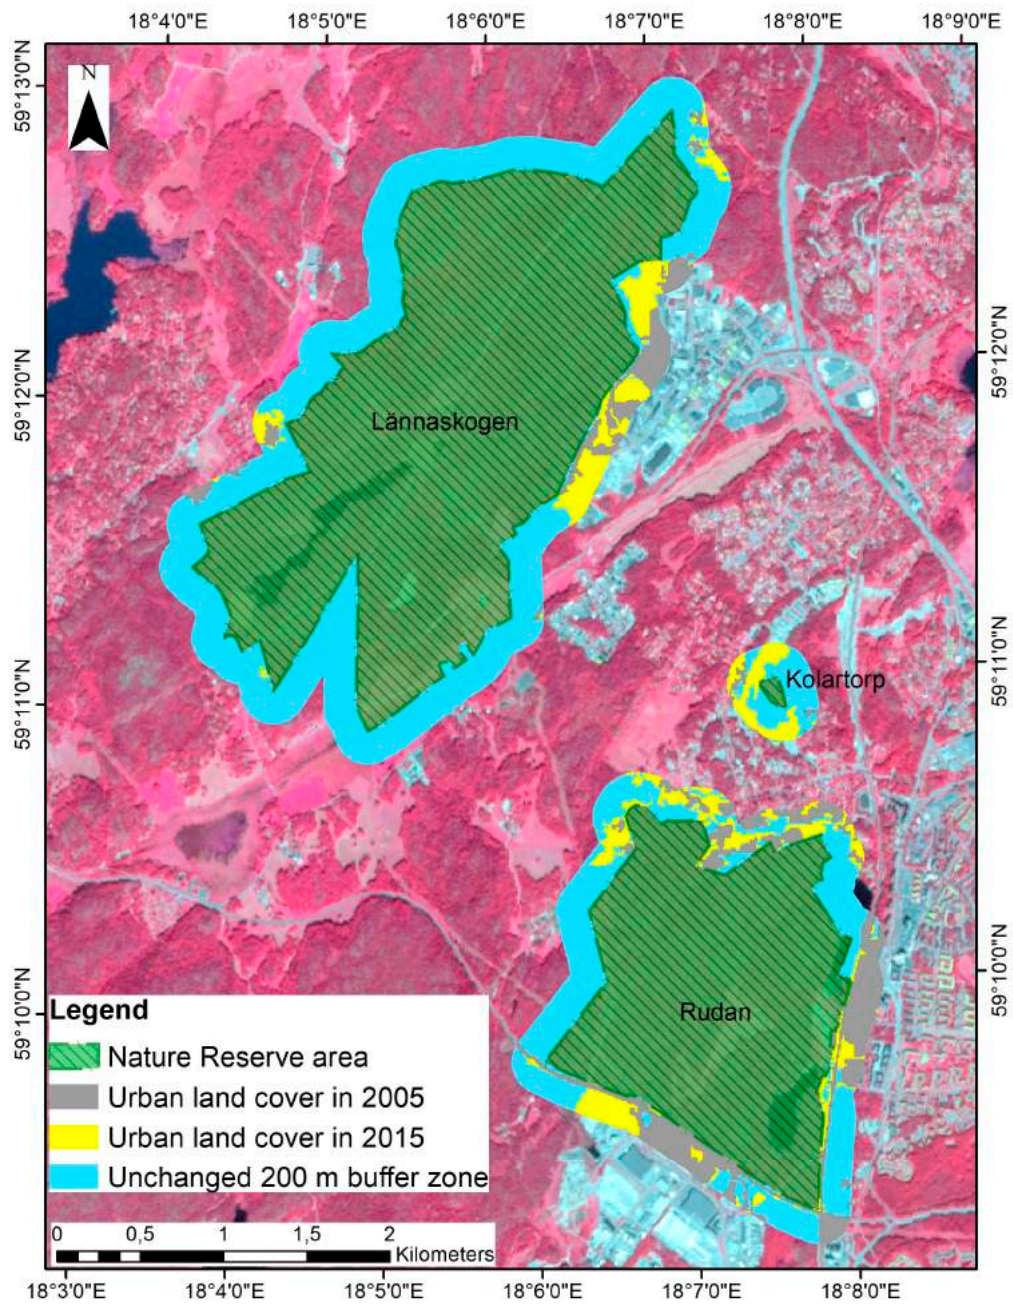 18°4'0"E 18°5'0"E 18°6'0"E 18°7'0"E 18°8'0"E 18°9'0"E
59°13'0"N
N
59°12'0"N
59°12'0"N
Lännaskogen
59°11'0"N
Kolartorp
59°11'0"N
59°10'0"N
59°10'0"N
Rudan
Legend
Nature Reserve area
Urban land cover in 2005
Urban land cover in 2015
Unchanged 200 m buffer zone
0 0,5 1 1,5 2
Kilometers
18°3'0"E 18°4'0"E 18°5'0"E 18°6'0"E 18°7'0"E 18°8'0"E